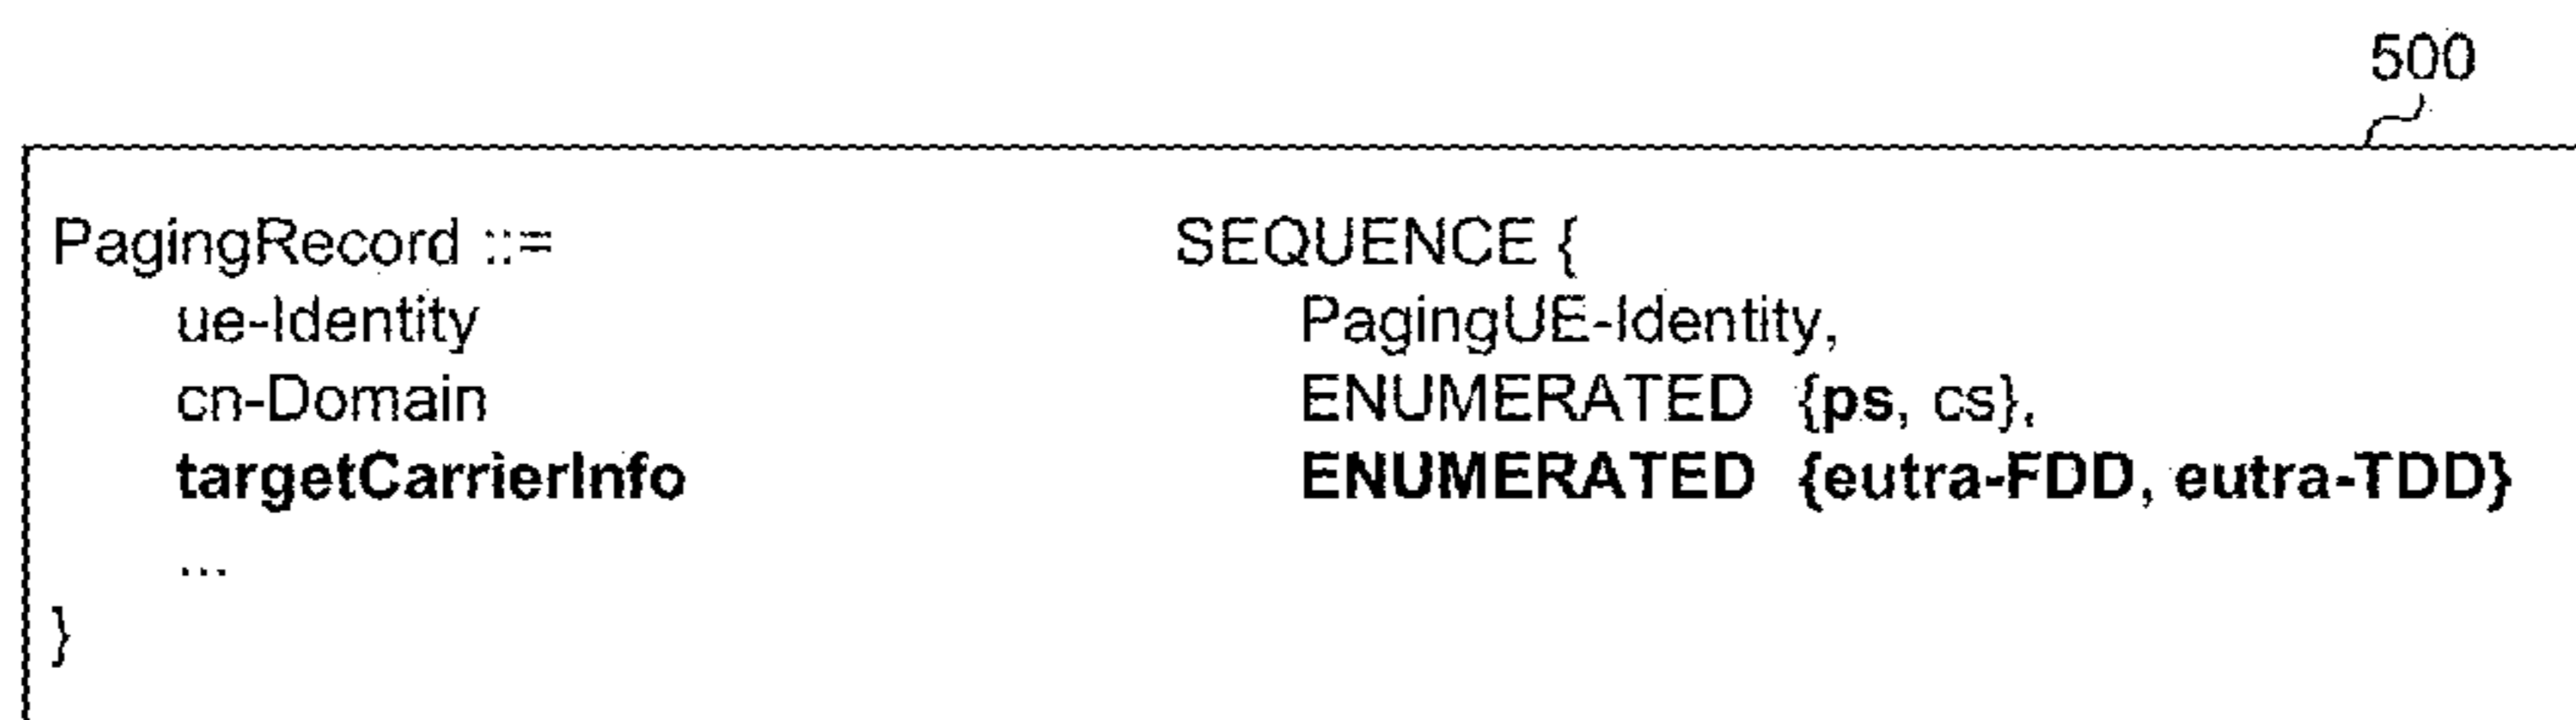 500
PagingRecord ::= SEQUENCE {
ue-Identity PagingUE-Identity,
cn-Domain ENUMERATED {ps, cs},
targetCarrierInfo ENUMERATED {eutra-FDD, eutra-TDD}
...
}